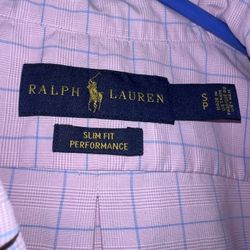 RALPH LAUREN
S
P
SLIM FIT
PERFORMANCE